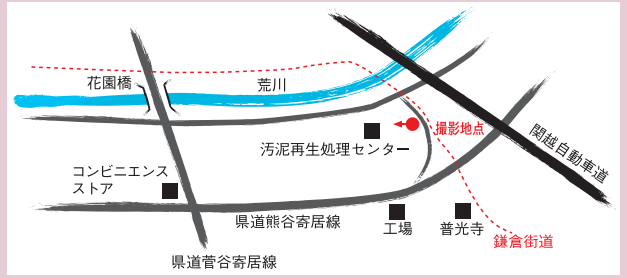 花園橋
荒川
撮影地点
関越自動車道
汚泥再生処理センター
コンビニエンス
ストア
県道熊谷寄居線
工場
普光寺
鎌倉街道
県道菅谷寄居線